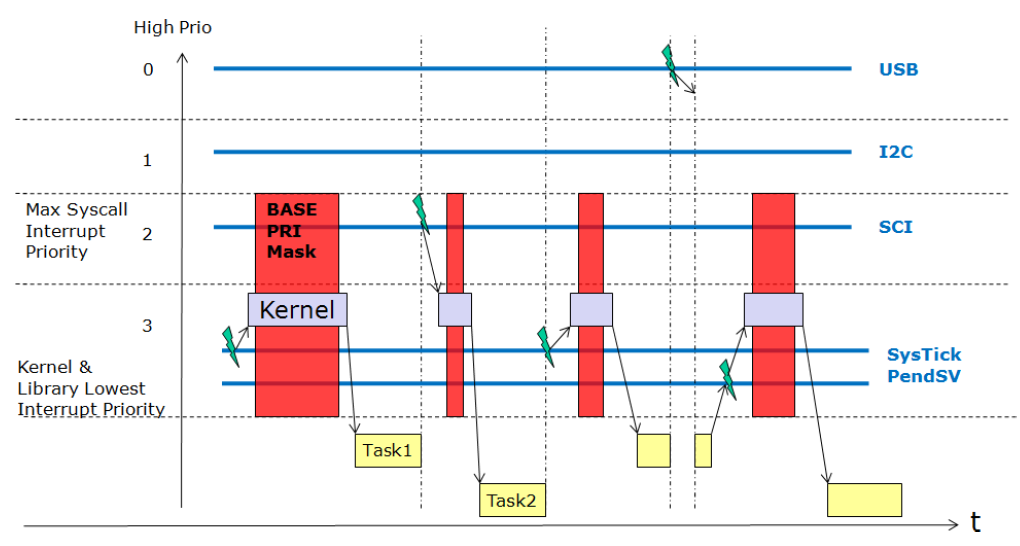 High Prio
0
USB
1
I2C
Max Syscall
Interrupt
Priority
2
BASE
PRI
Mask
SCI
Kernel
3
SysTick
PendSV
Kernel &
Library Lowest
Interrupt Priority
Task1
Task2
t